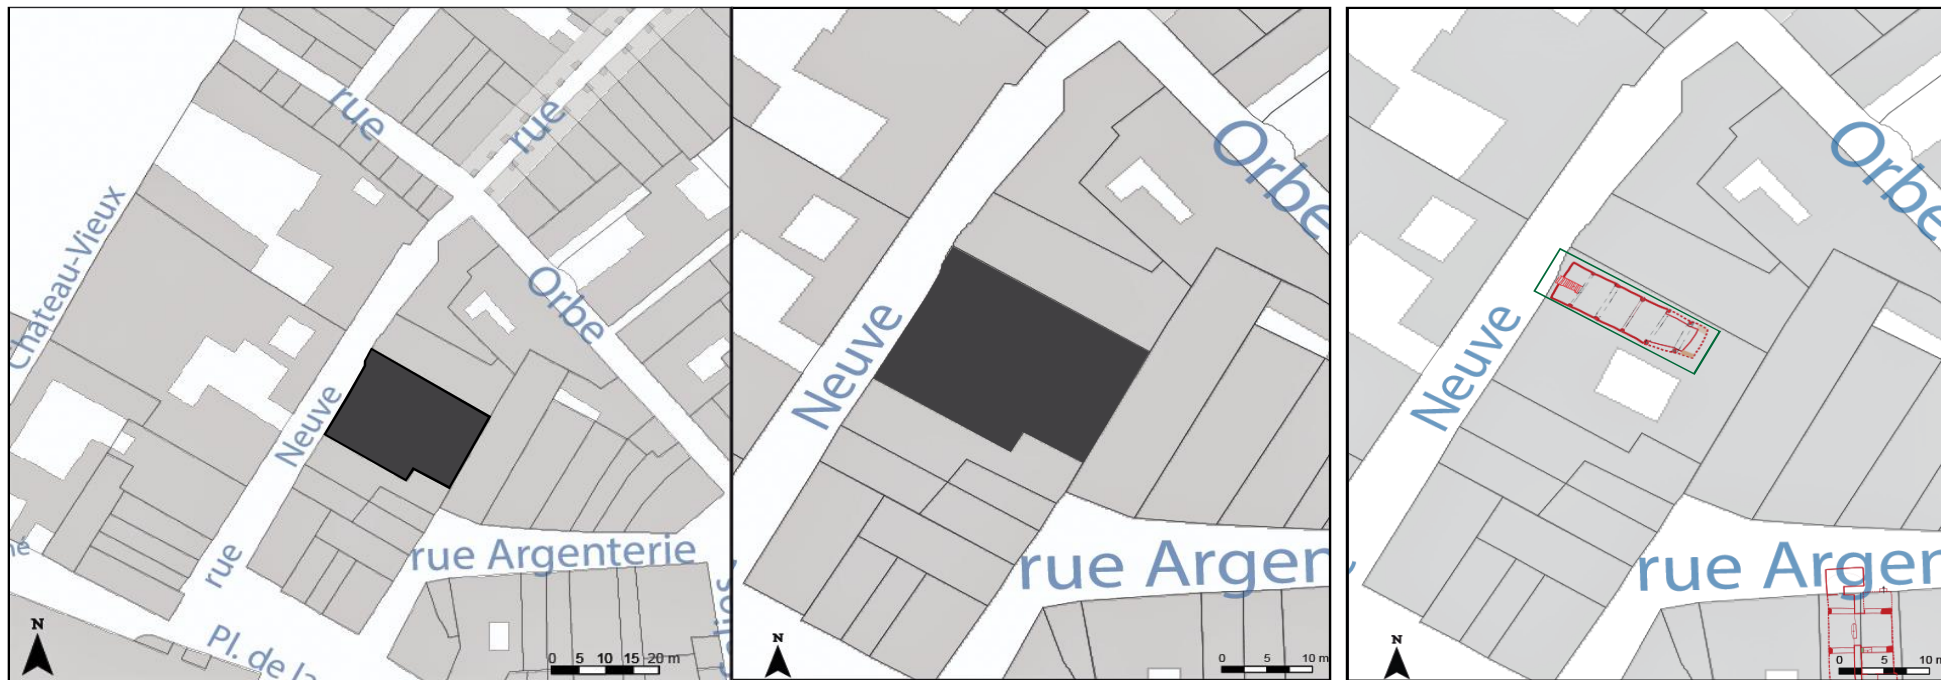 rue
rue
Château-Vieux
Orbe
Neuve
rue
rue Argenterie
Pl. de la
N
0 5 10 15 20 m
Orbe
Neuve
rue Argen
N
0 5 10 m
Orbe
Neuve
rue Argen
N
0 5 10 m